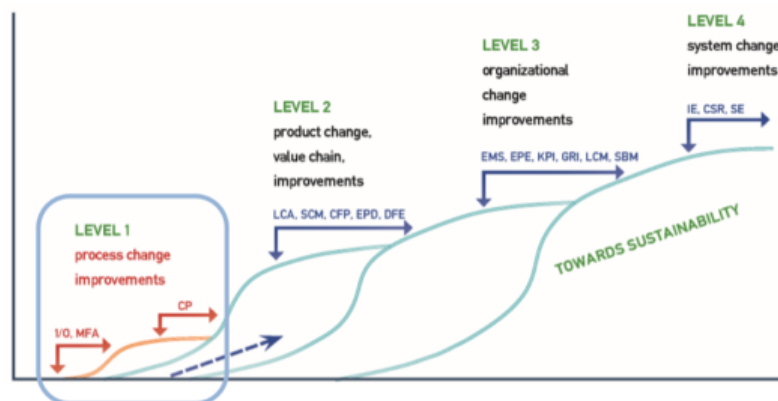 LEVEL 1
process change
improvements
I/O, MFA
CP
LEVEL 2
product change,
value chain,
improvements
LCA, SCM, CFP, EPD, DFE
LEVEL 3
organizational
change
improvements
EMS, EPE, KPI, GRI, LCM, SBM
LEVEL 4
system change
improvements
IE, CSR, SE
TOWARDS SUSTAINABILITY